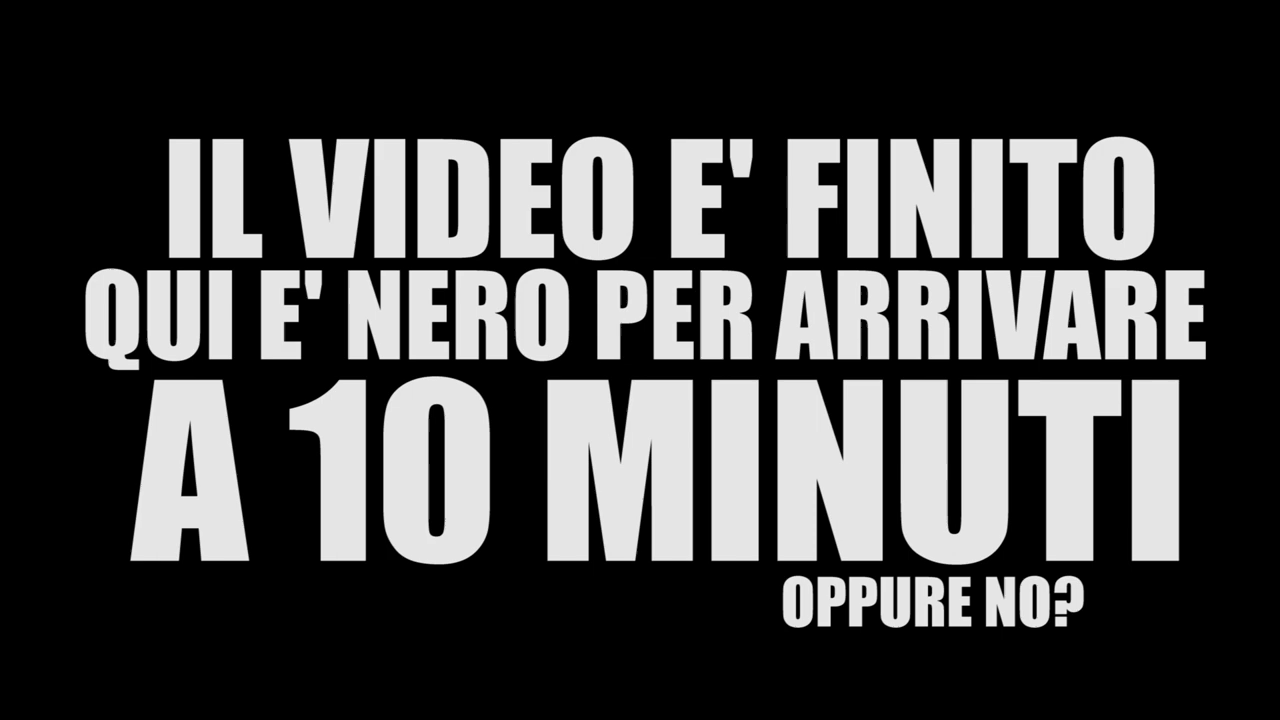 IL VIDEO E' FINITO
QUI E' NERO PER ARRIVARE
A 10 MINUTI
OPPURE NO?